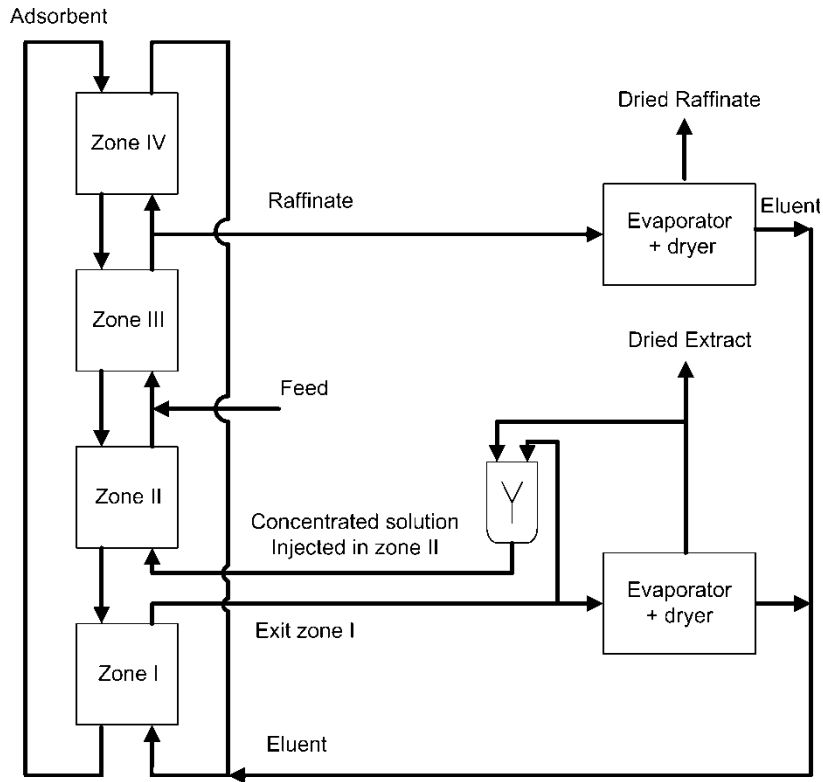 Adsorbent
Zone IV
Dried Raffinate
Raffinate
Evaporator
+ dryer
Eluent
Zone III
Dried Extract
Feed
Zone II
Concentrated solution
Injected in zone II
Evaporator
+ dryer
Exit zone I
Zone I
Eluent